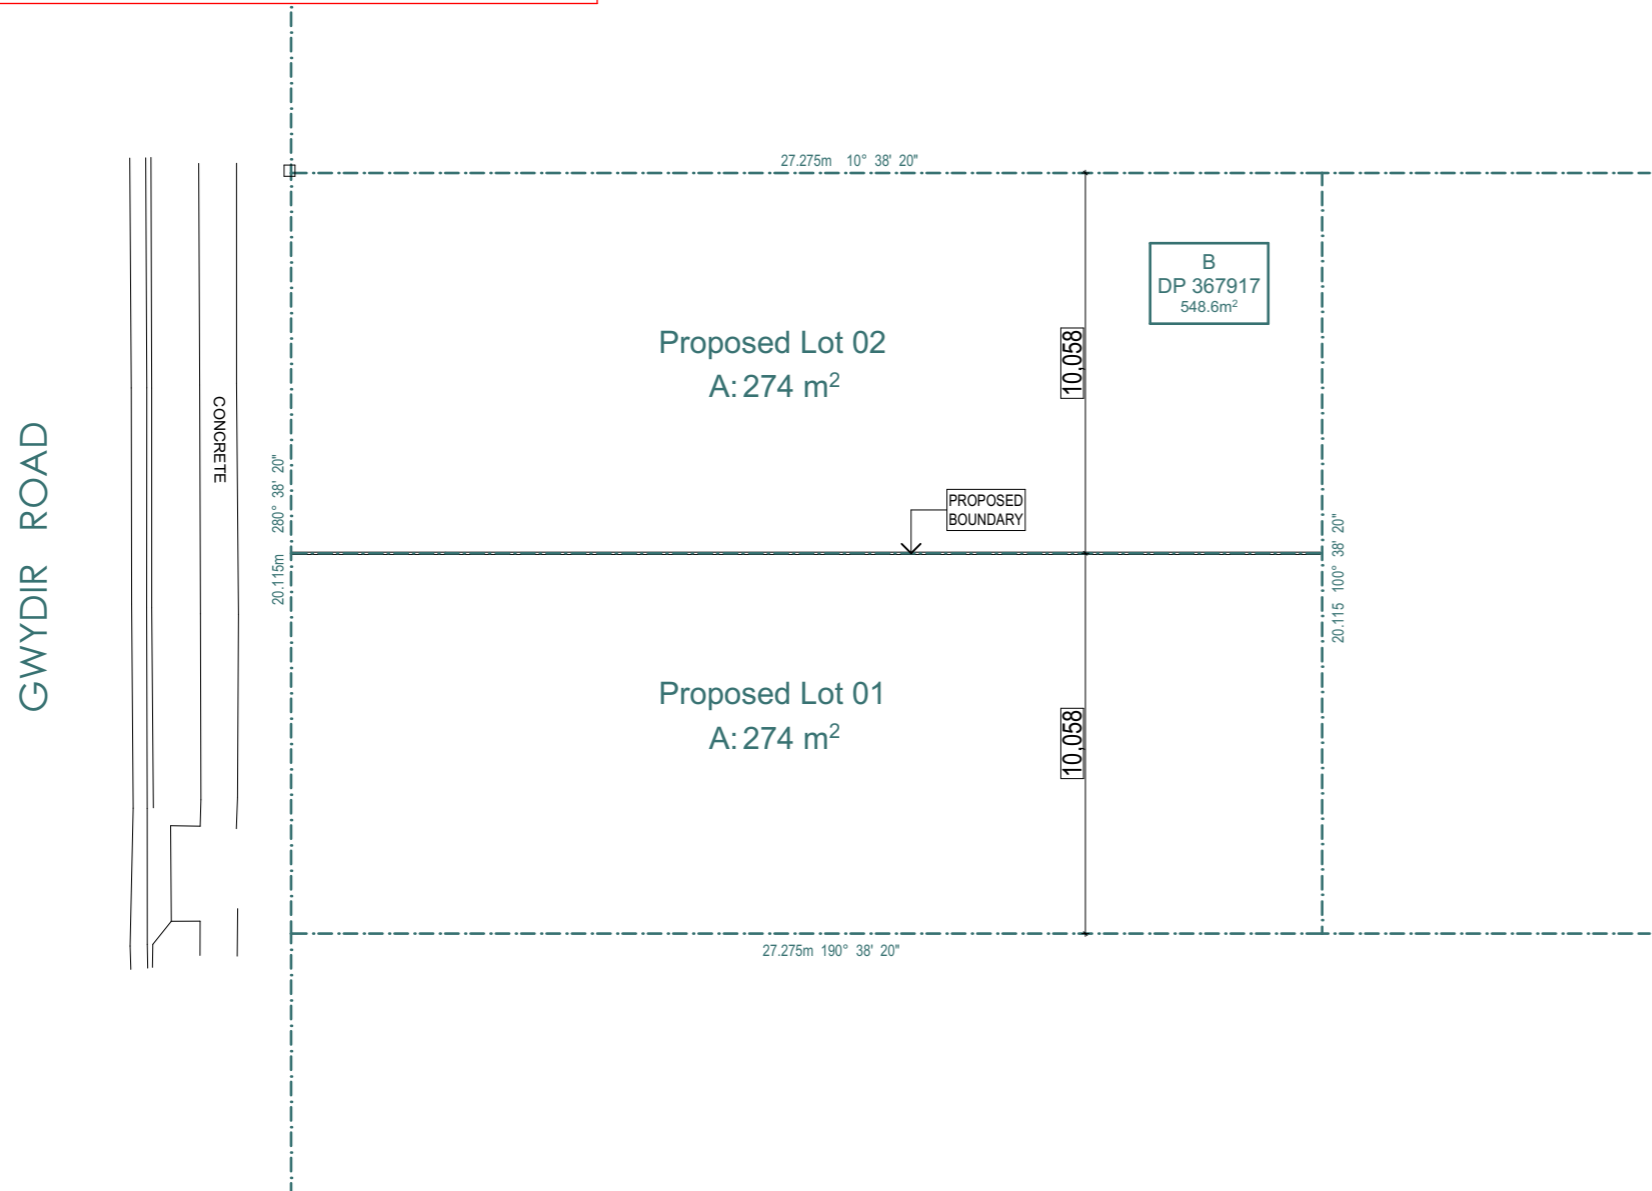 27.275m 10° 38' 20"
B
DP 367917
548.6m²
Proposed Lot 02
A: 274 m²
10,058
CONCRETE
GWYDIR ROAD
20.115m 280° 38' 20"
PROPOSED
BOUNDARY
20.115 100° 38' 20"
Proposed Lot 01
A: 274 m²
10,058
27.275m 190° 38' 20"